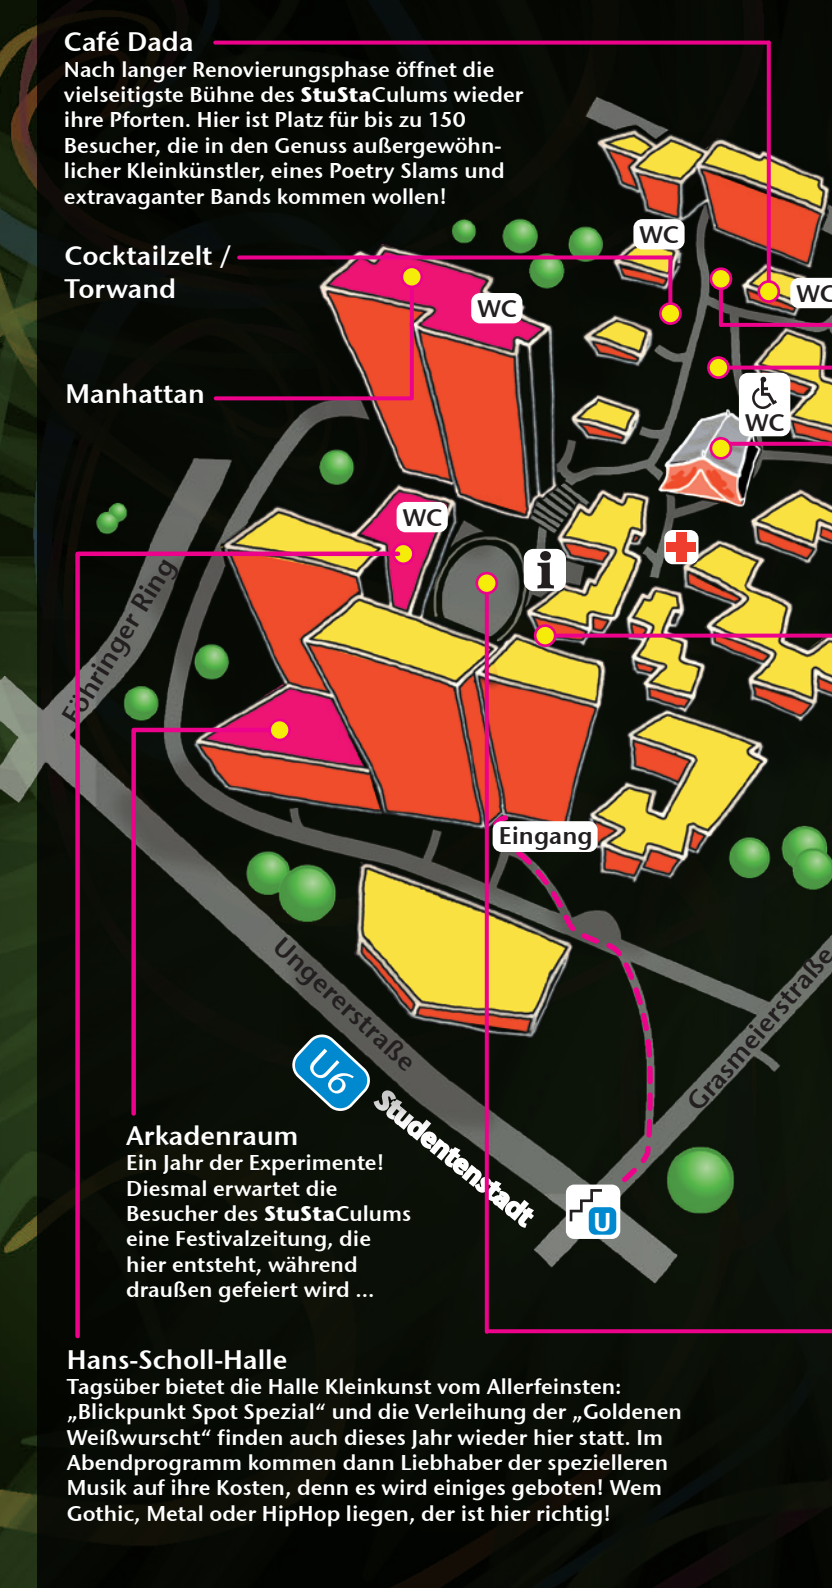 Café Dada
Nach langer Renovierungsphase öffnet die
vielseitigste Bühne des StuStaCulums wieder
ihre Pforten. Hier ist Platz für bis zu 150
Besucher, die in den Genuss außergewöhn-
licher Kleinkünstler, eines Poetry Slams und
extravaganter Bands kommen wollen!
WC
Cocktailzelt /
Torwand
WC
WC
Manhattan
WC
WC
i
Föhringer Ring
Eingang
Ungererstraße
Grasmeierstraße
U6
Studentenstadt
U
Arkadenraum
Ein Jahr der Experimente!
Diesmal erwartet die
Besucher des StuStaCulums
eine Festivalzeitung, die
hier entsteht, während
draußen gefeiert wird ...
Hans-Scholl-Halle
Tagsüber bietet die Halle Kleinkunst vom Allerfeinsten:
„Blickpunkt Spot Spezial“ und die Verleihung der „Goldenen
Weißwurscht“ finden auch dieses Jahr wieder hier statt. Im
Abendprogramm kommen dann Liebhaber der spezielleren
Musik auf ihre Kosten, denn es wird einiges geboten! Wem
Gothic, Metal oder HipHop liegen, der ist hier richtig!